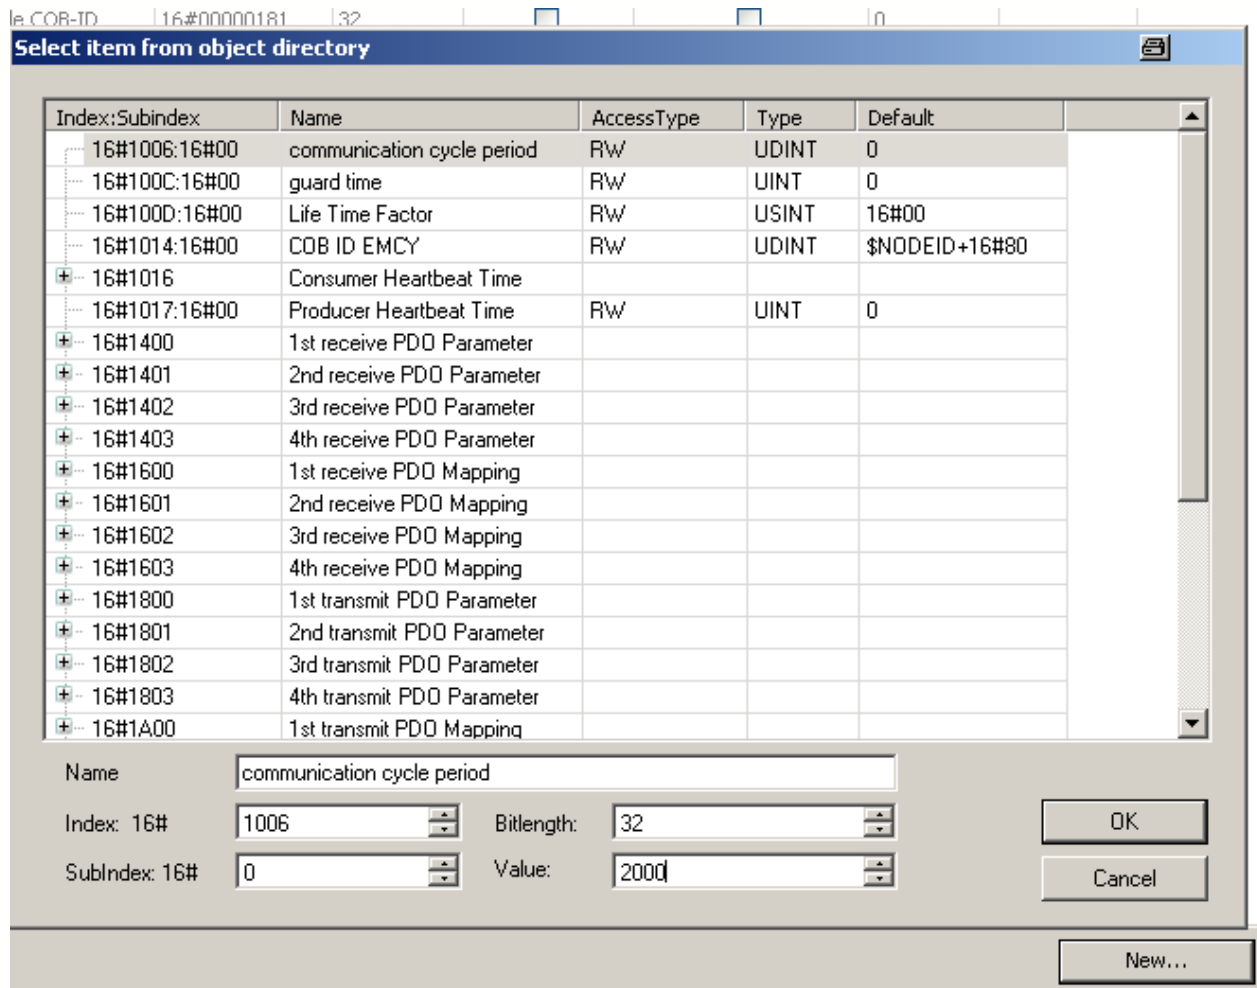 le COB-ID 16#00000181 32 0
Select item from object directory
Index:Subindex Name AccessType Type Default
16#1006:16#00 communication cycle period RW UDINT 0
16#100C:16#00 guard time RW UINT 0
16#100D:16#00 Life Time Factor RW USINT 16#00
16#1014:16#00 COB ID EMCY RW UDINT $NODEID+16#80
16#1016 Consumer Heartbeat Time
16#1017:16#00 Producer Heartbeat Time RW UINT 0
16#1400 1st receive PDO Parameter
16#1401 2nd receive PDO Parameter
16#1402 3rd receive PDO Parameter
16#1403 4th receive PDO Parameter
16#1600 1st receive PDO Mapping
16#1601 2nd receive PDO Mapping
16#1602 3rd receive PDO Mapping
16#1603 4th receive PDO Mapping
16#1800 1st transmit PDO Parameter
16#1801 2nd transmit PDO Parameter
16#1802 3rd transmit PDO Parameter
16#1803 4th transmit PDO Parameter
16#1A00 1st transmit PDO Mapping
Name communication cycle period
Index: 16# 1006 Bitlength: 32 OK
SubIndex: 16# 0 Value: 2000 Cancel
New...